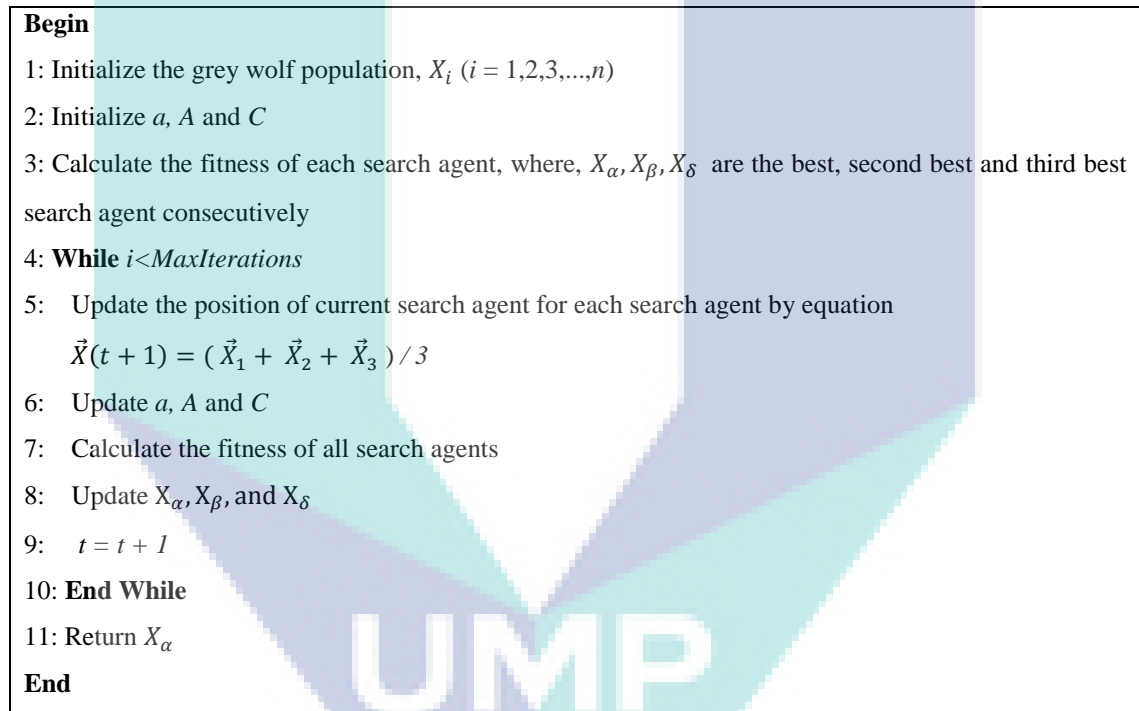 Begin
1: Initialize the grey wolf population, X_i (i = 1,2,3,...,n)
2: Initialize a, A and C
3: Calculate the fitness of each search agent, where, X_α, X_β, X_δ are the best, second best and third best
search agent consecutively
4: While i<MaxIterations
5: Update the position of current search agent for each search agent by equation
X⃗(t + 1) = ( X⃗_1 + X⃗_2 + X⃗_3 ) / 3
6: Update a, A and C
7: Calculate the fitness of all search agents
8: Update X_α, X_β, and X_δ
9: t = t + 1
10: End While
11: Return X_α
End
UMP